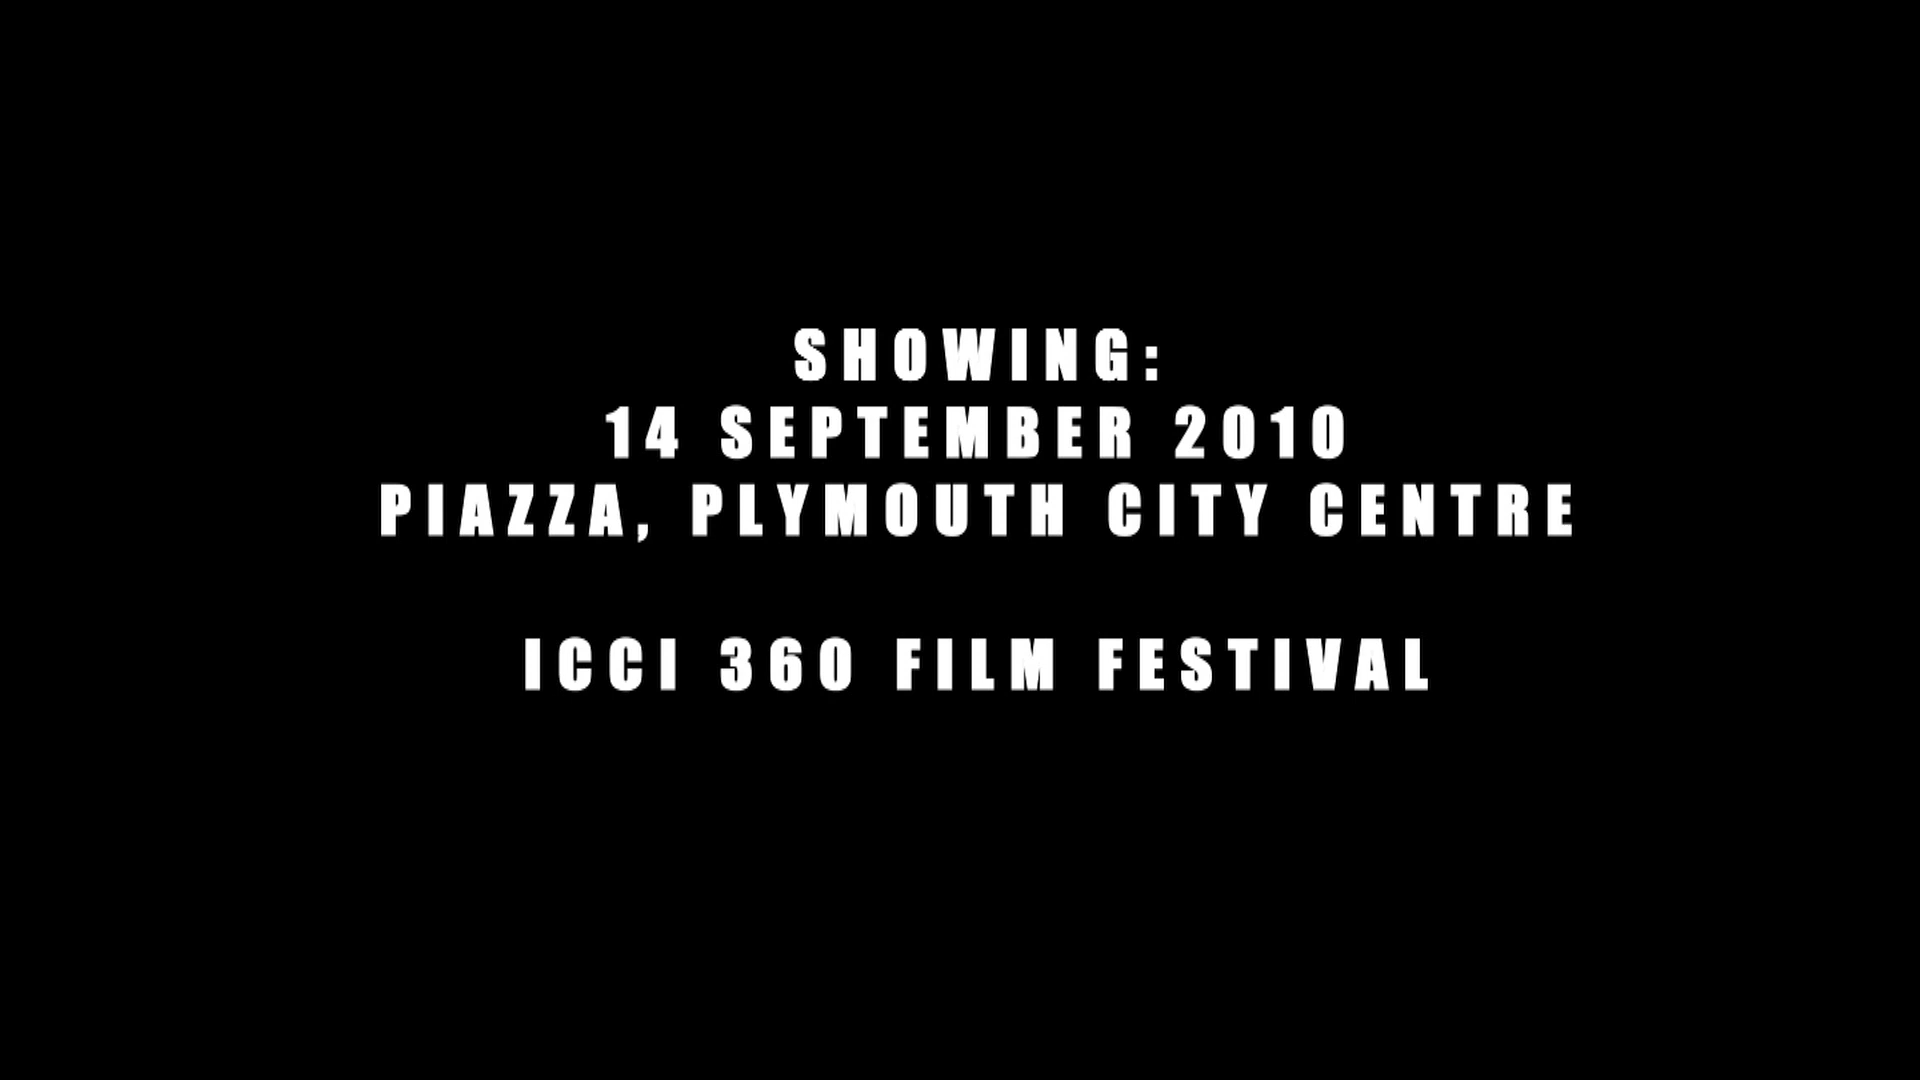 SHOWING:
14 SEPTEMBER 2010
PIAZZA, PLYMOUTH CITY CENTRE
ICCI 360 FILM FESTIVAL